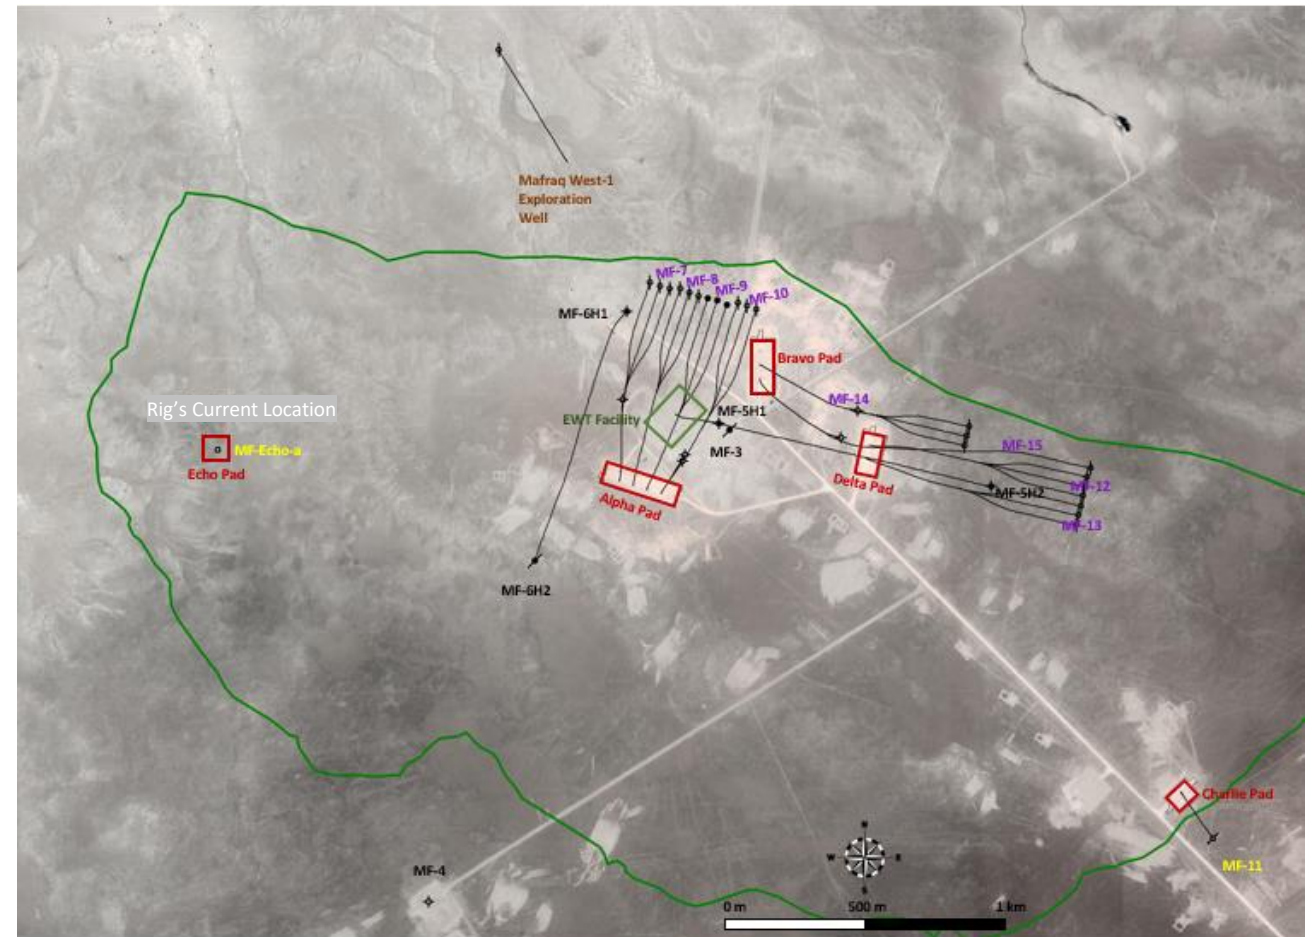 Mafraq West-1
Exploration
Well
MF-7
MF-8
MF-9
MF-10
MF-6H1
Bravo Pad
Rig's Current Location
MF-14
MF-5H1
EWT Facility
MF-Echo-a
MF-3
MF-15
Echo Pad
Delta Pad
MF-12
MF-5H2
Alpha Pad
MF-13
MF-6H2
Charlie Pad
N
W
E
S
MF-11
MF-4
0 m
500 m
1 km